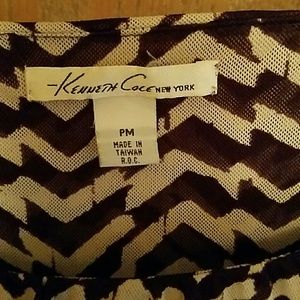 Kenneth Cole NEW YORK
PM
MADE IN
TAIWAN
R.O.C.